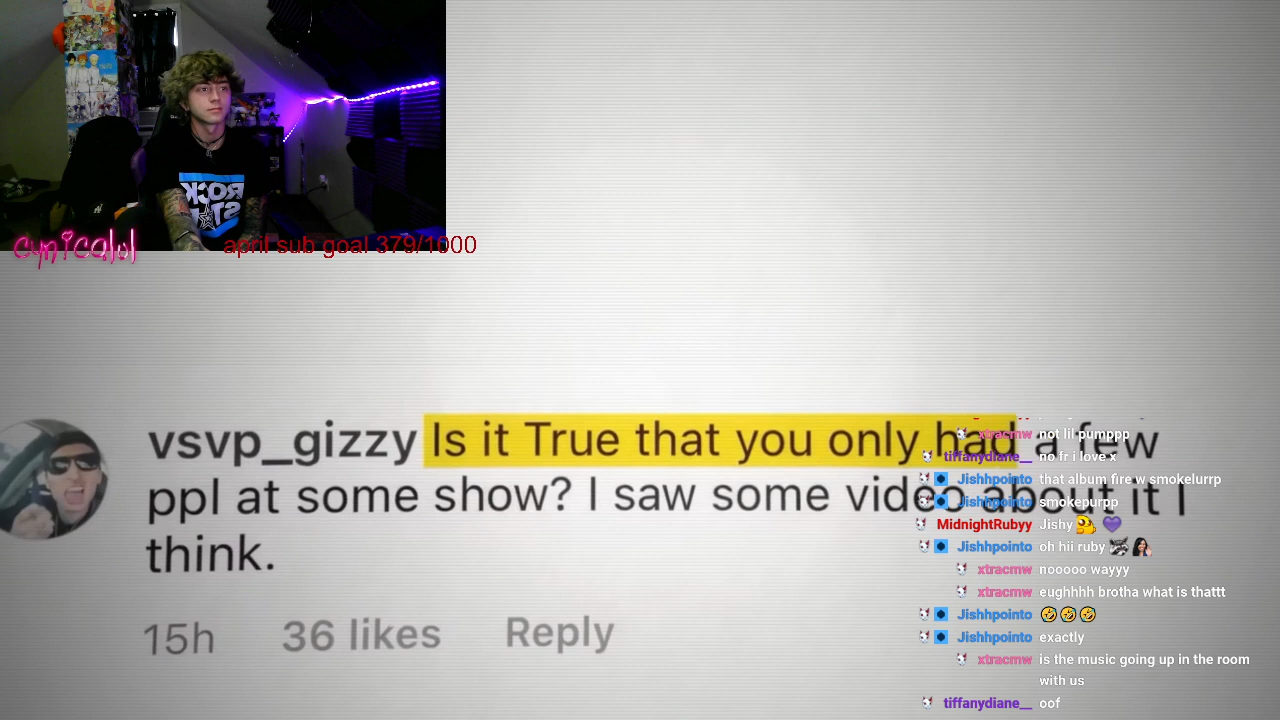 ROCK
STAR
cynicalol
april sub goal 379/1000
vsvp_gizzy Is it True that you only had a few
ppl at some show? I saw some video about it I
think.
15h 36 likes Reply
xtracmw not lil pumppp
tiffanydiane__ no fr i love x
Jishhpointo that album fire w smokelurrp
Jishhpointo smokepurpp
MidnightRubyy Jishy
Jishhpointo oh hii ruby
xtracmw nooooo wayyy
xtracmw eughhhh brotha what is thattt
Jishhpointo 🤣🤣🤣
Jishhpointo exactly
xtracmw is the music going up in the room
with us
tiffanydiane__ oof